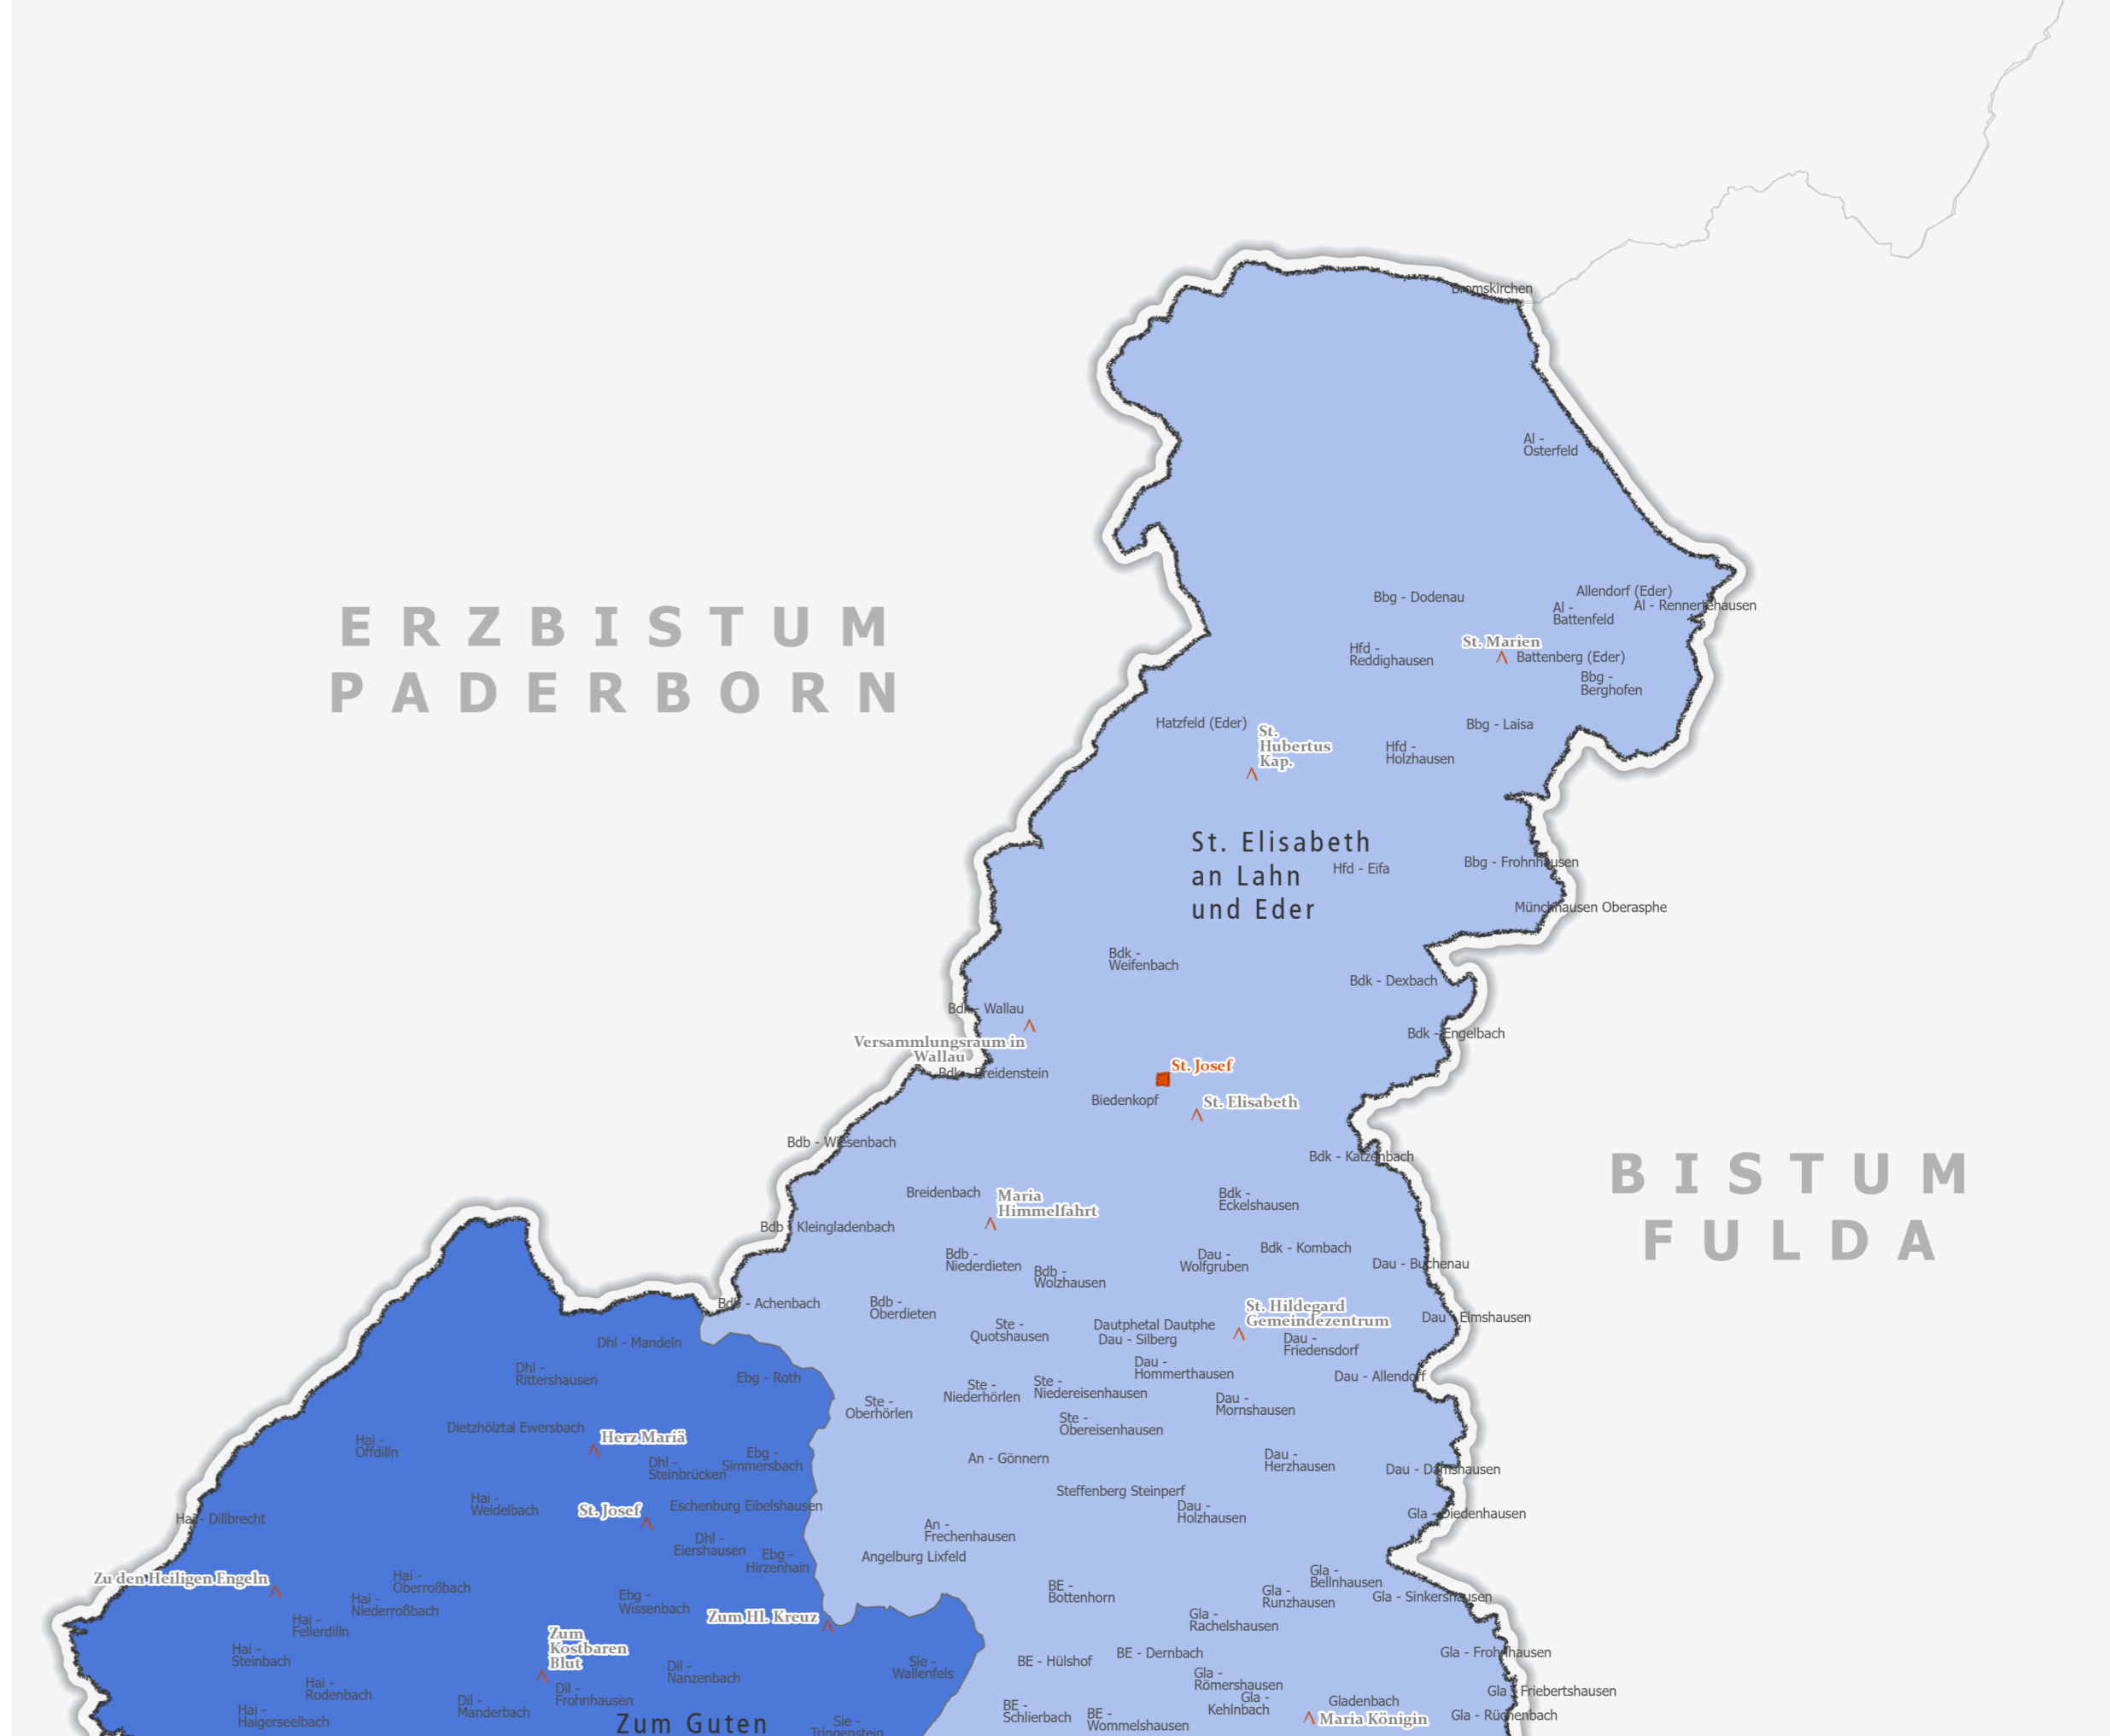 Bromskirchen
Al -
Osterfeld
ERZBISTUM
PADERBORN
Bbg - Dodenau
Allendorf (Eder)
Al -
Battenfeld
Al - Rennertehausen
St. Marien
Hfd -
Reddighausen
Battenberg (Eder)
Bbg -
Berghofen
Hatzfeld (Eder)
St.
Hubertus
Kap.
Bbg - Laisa
Hfd -
Holzhausen
St. Elisabeth
an Lahn
und Eder
Hfd - Eifa
Bbg - Frohnhausen
Münchhausen Oberasphe
Bdk -
Weifenbach
Bdk - Dexbach
Bdk - Wallau
Bdk - Engelbach
Versammlungsraum in
Wallau
Bdk - Breidenstein
St. Josef
Biedenkopf
St. Elisabeth
Bdb - Wiesenbach
Bdk - Katzenbach
BISTUM
FULDA
Breidenbach
Maria
Himmelfahrt
Bdk -
Eckelshausen
Bdb - Kleingladenbach
Bdb -
Niederdieten
Bdb -
Wolzhausen
Dau -
Wolfgruben
Bdk - Kombach
Dau - Buchenau
Bdb - Achenbach
Bdb -
Oberdieten
St. Hildegard
Gemeindezentrum
Ste -
Quotshausen
Dautphetal Dautphe
Dau - Silberg
Dau - Elmshausen
Dau -
Friedensdorf
Dhl - Mandeln
Dhl -
Rittershausen
Ebg - Roth
Dau -
Hommerthausen
Dau - Allendorf
Ste -
Niederhörlen
Ste -
Niedereisenhausen
Ste -
Oberhörlen
Dau -
Mornshausen
Ste -
Obereisenhausen
Dietzhölztal Ewersbach
Herz Mariä
Hai -
Offdilln
Dhl -
Steinbrücken
Ebg -
Simmersbach
An - Gönnern
Dau -
Herzhausen
Dau - Damshausen
Hai -
Weidelbach
St. Josef
Eschenburg Eibelshausen
Steffenberg Steinperf
Dau -
Holzhausen
Gla - Diedenhausen
Hai - Dillbrecht
Dhl -
Eiershausen
Ebg -
Hirzenhain
An -
Frechenhausen
Angelburg Lixfeld
Zu den Heiligen Engeln
Hai -
Oberroßbach
Hai -
Niederroßbach
Ebg -
Wissenbach
BE -
Bottenhorn
Gla -
Bellnhausen
Gla -
Runzhausen
Gla - Sinkershausen
Hai -
Fellerdilln
Zum Hl. Kreuz
Gla -
Rachelshausen
Zum
Kostbaren
Blut
Hai -
Steinbach
Dil -
Nanzenbach
Sie -
Wallenfels
BE - Hülshof
BE - Dernbach
Gla - Frohnhausen
Hai -
Rodenbach
Dil -
Frohnhausen
Gla -
Römershausen
Gla - Friebertshausen
Hai -
Haigerseelbach
Dil -
Manderbach
BE -
Schlierbach
BE -
Wommelshausen
Gla -
Kehlnbach
Gladenbach
Maria Königin
Gla - Rüchenbach
Zum Guten
Sie -
Tringenstein